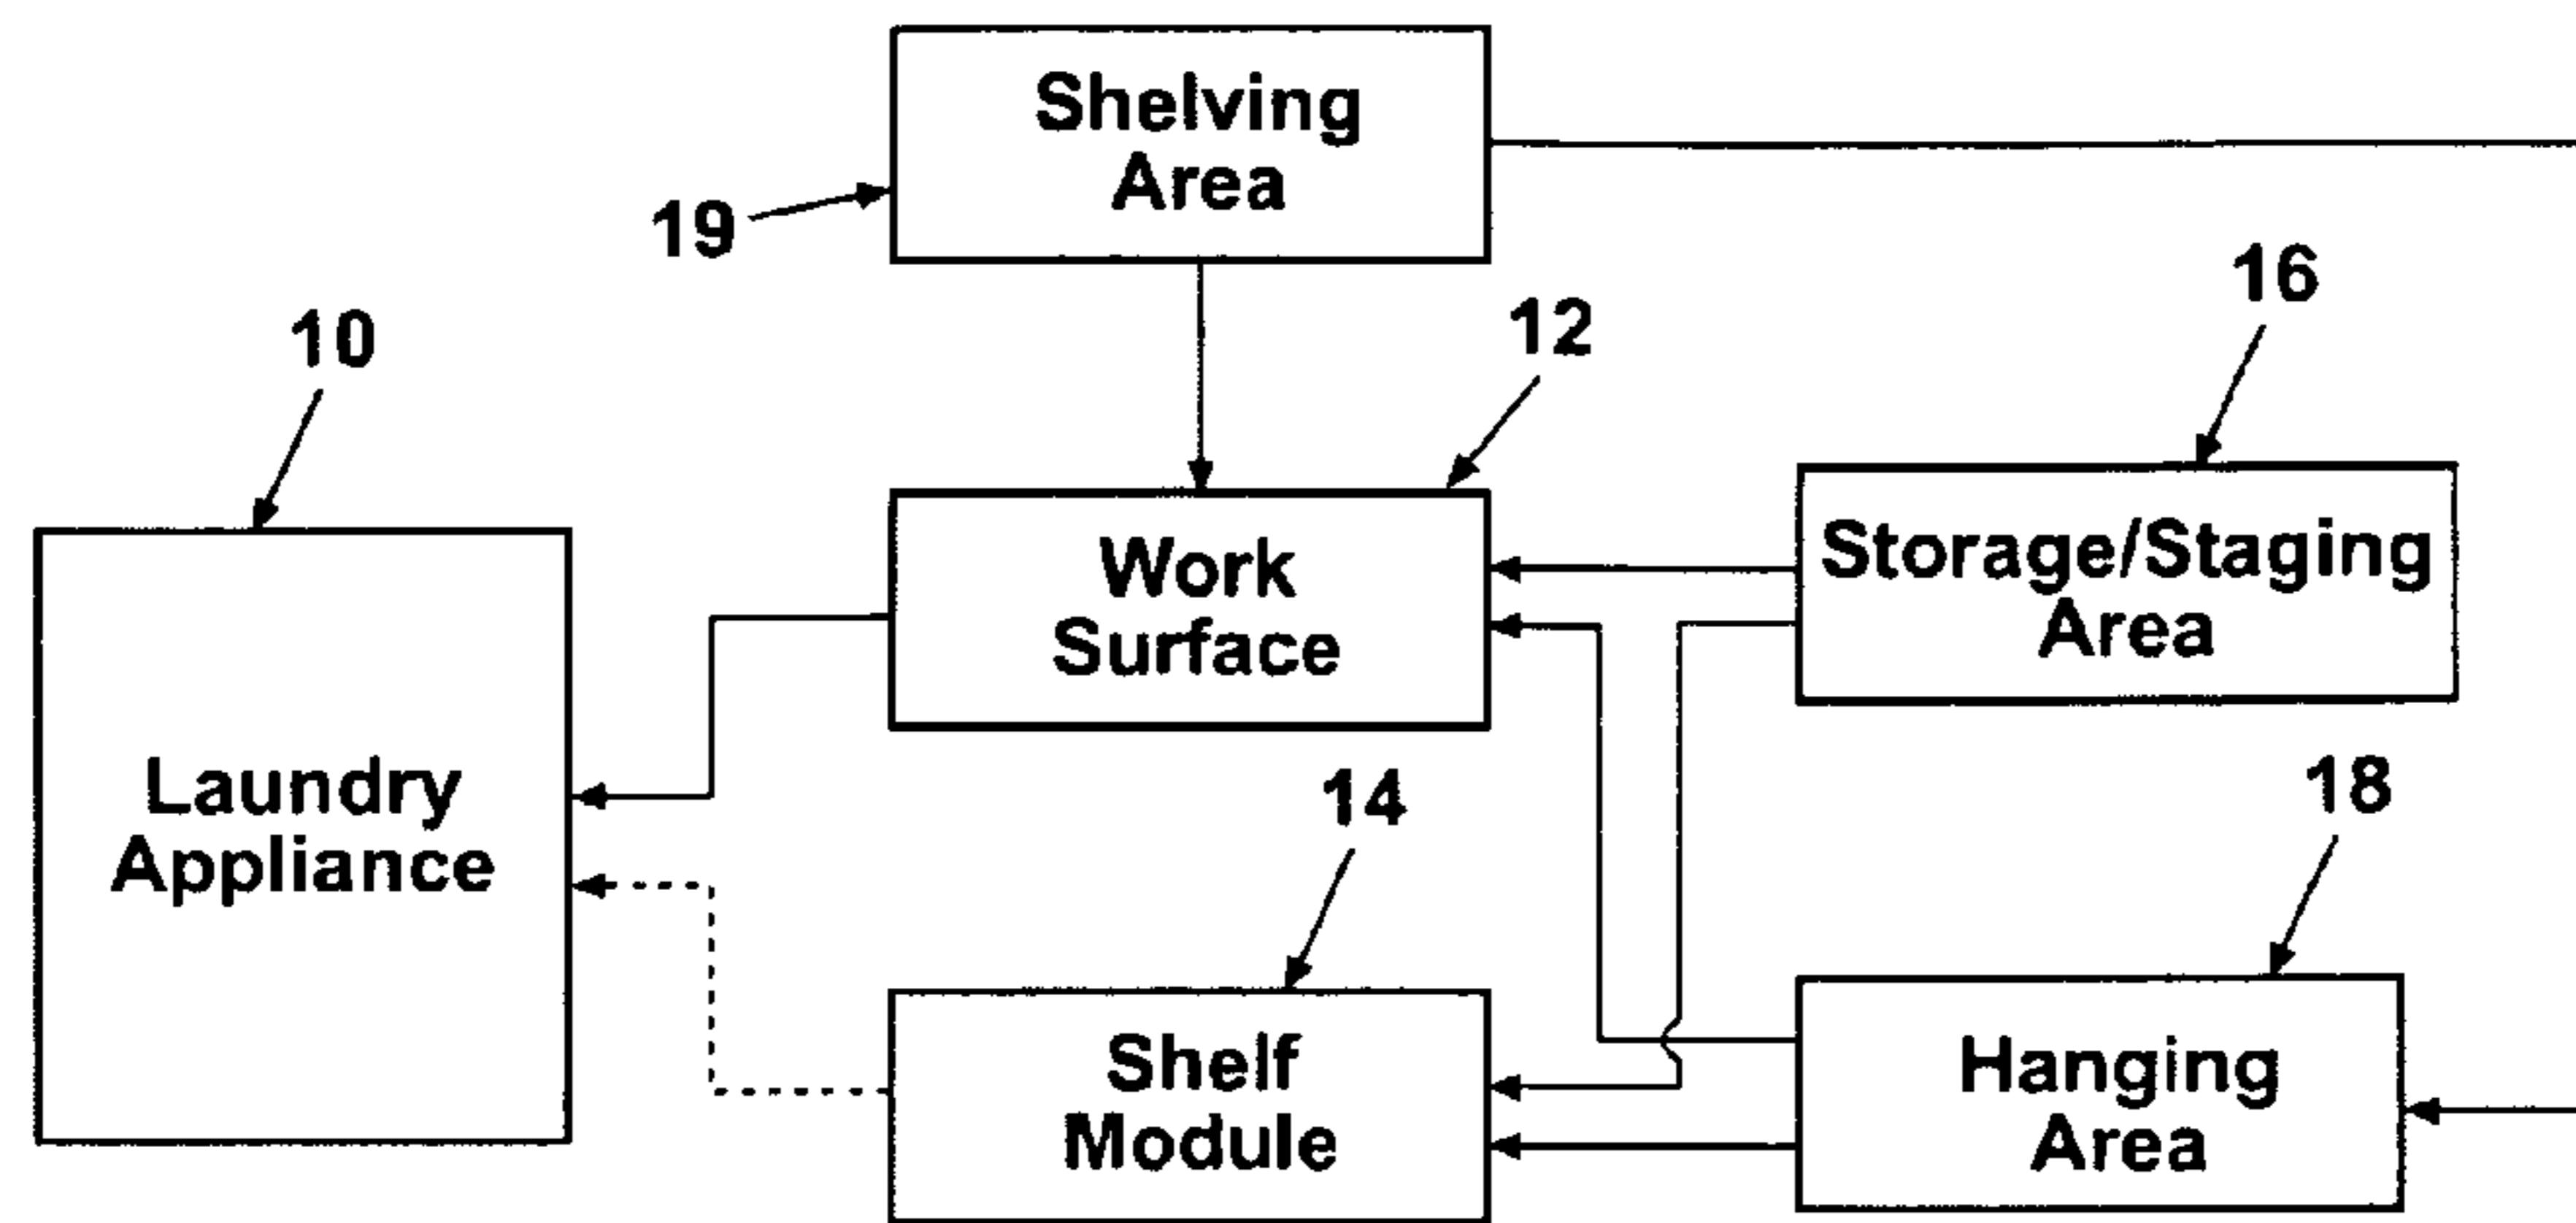 Shelving
Area
19
16
12
10
Work
Surface
Storage/Staging
Area
Laundry
Appliance
14
18
Shelf
Module
Hanging
Area